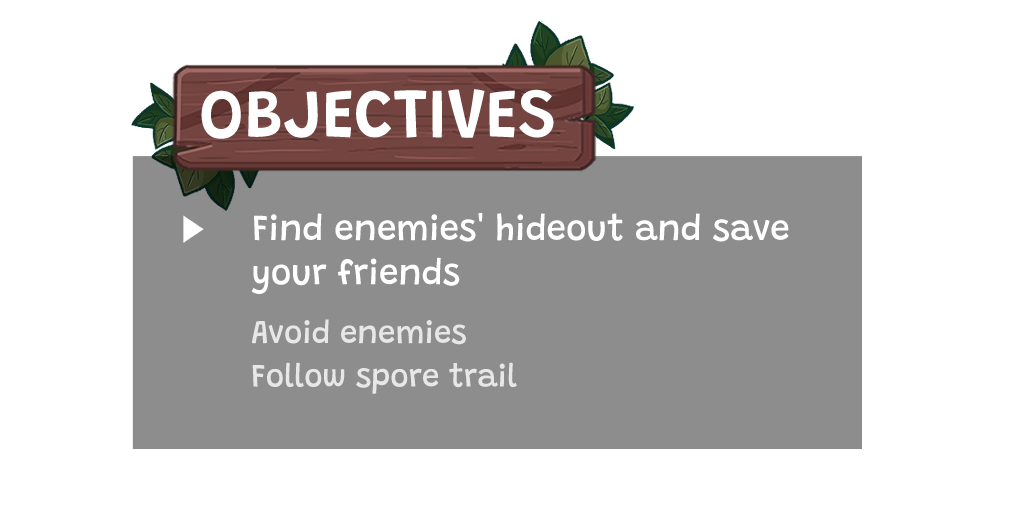 OBJECTIVES
Find enemies' hideout and save
your friends
Avoid enemies
Follow spore trail